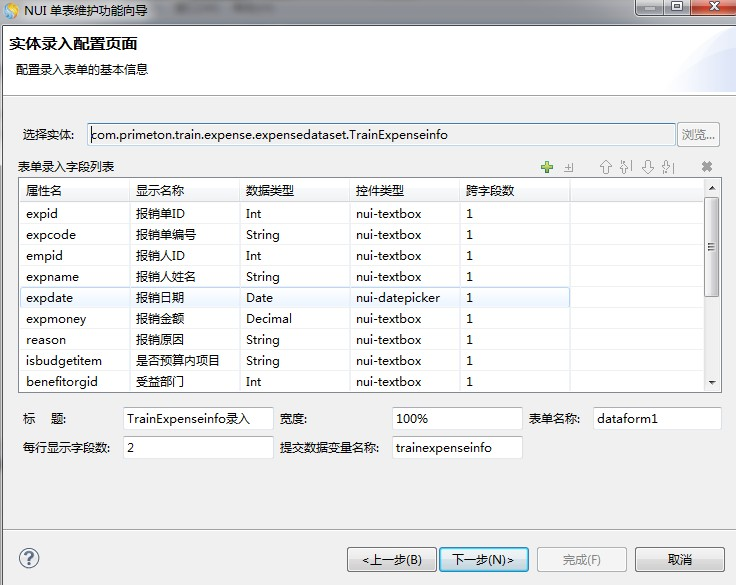 NUI 单表维护功能向导
实体录入配置页面
配置录入表单的基本信息
选择实体: com.primeton.train.expense.expensedataset.TrainExpenseinfo 浏览...
表单录入字段列表
属性名 显示名称 数据类型 控件类型 跨字段数
expid 报销单ID Int nui-textbox 1
expcode 报销单编号 String nui-textbox 1
empid 报销人ID Int nui-textbox 1
expname 报销人姓名 String nui-textbox 1
expdate 报销日期 Date nui-datepicker 1
expmoney 报销金额 Decimal nui-textbox 1
reason 报销原因 String nui-textbox 1
isbudgetitem 是否预算内项目 String nui-textbox 1
benefitorgid 受益部门 Int nui-textbox 1
标 题: TrainExpenseinfo录入 宽度: 100% 表单名称: dataform1
每行显示字段数: 2 提交数据变量名称: trainexpenseinfo
<上一步(B) 下一步(N)> 完成(F) 取消